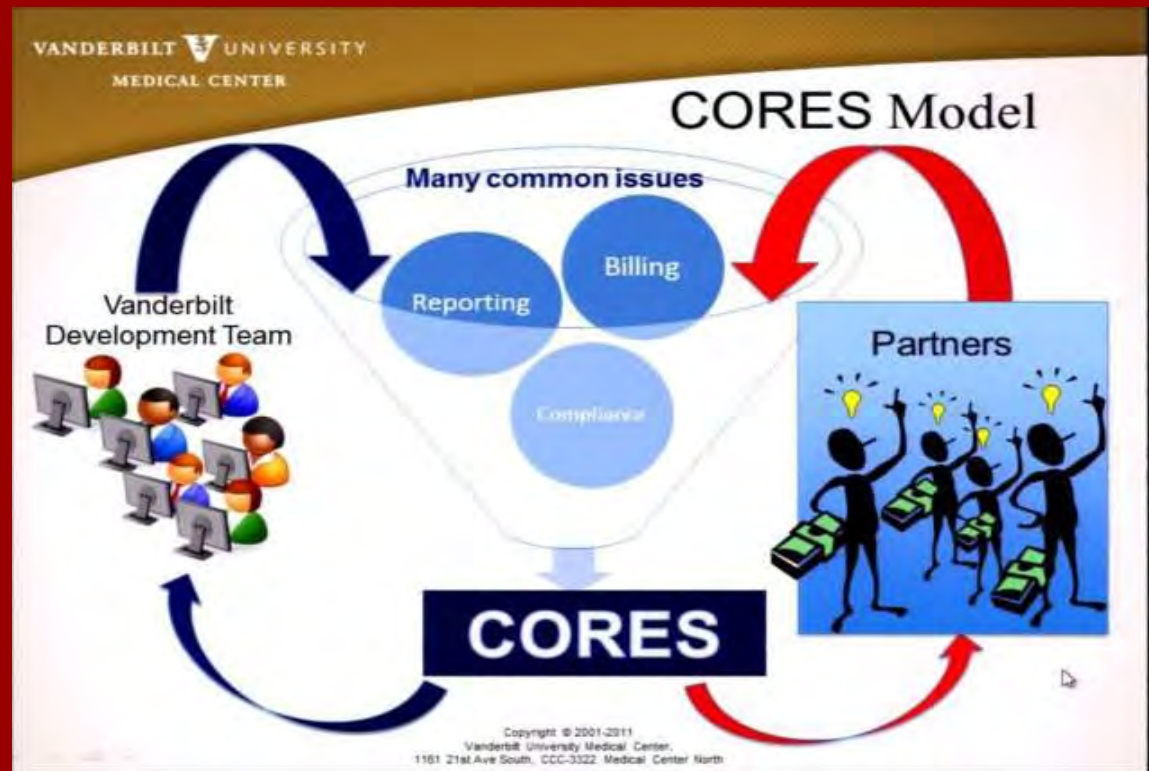 VANDERBILT UNIVERSITY
MEDICAL CENTER
CORES Model
Many common issues
Billing
Reporting
Compliance
Vanderbilt
Development Team
Partners
CORES
Copyright © 2001-2011
Vanderbilt University Medical Center,
1161 21st Ave South, CCC-3322 Medical Center North